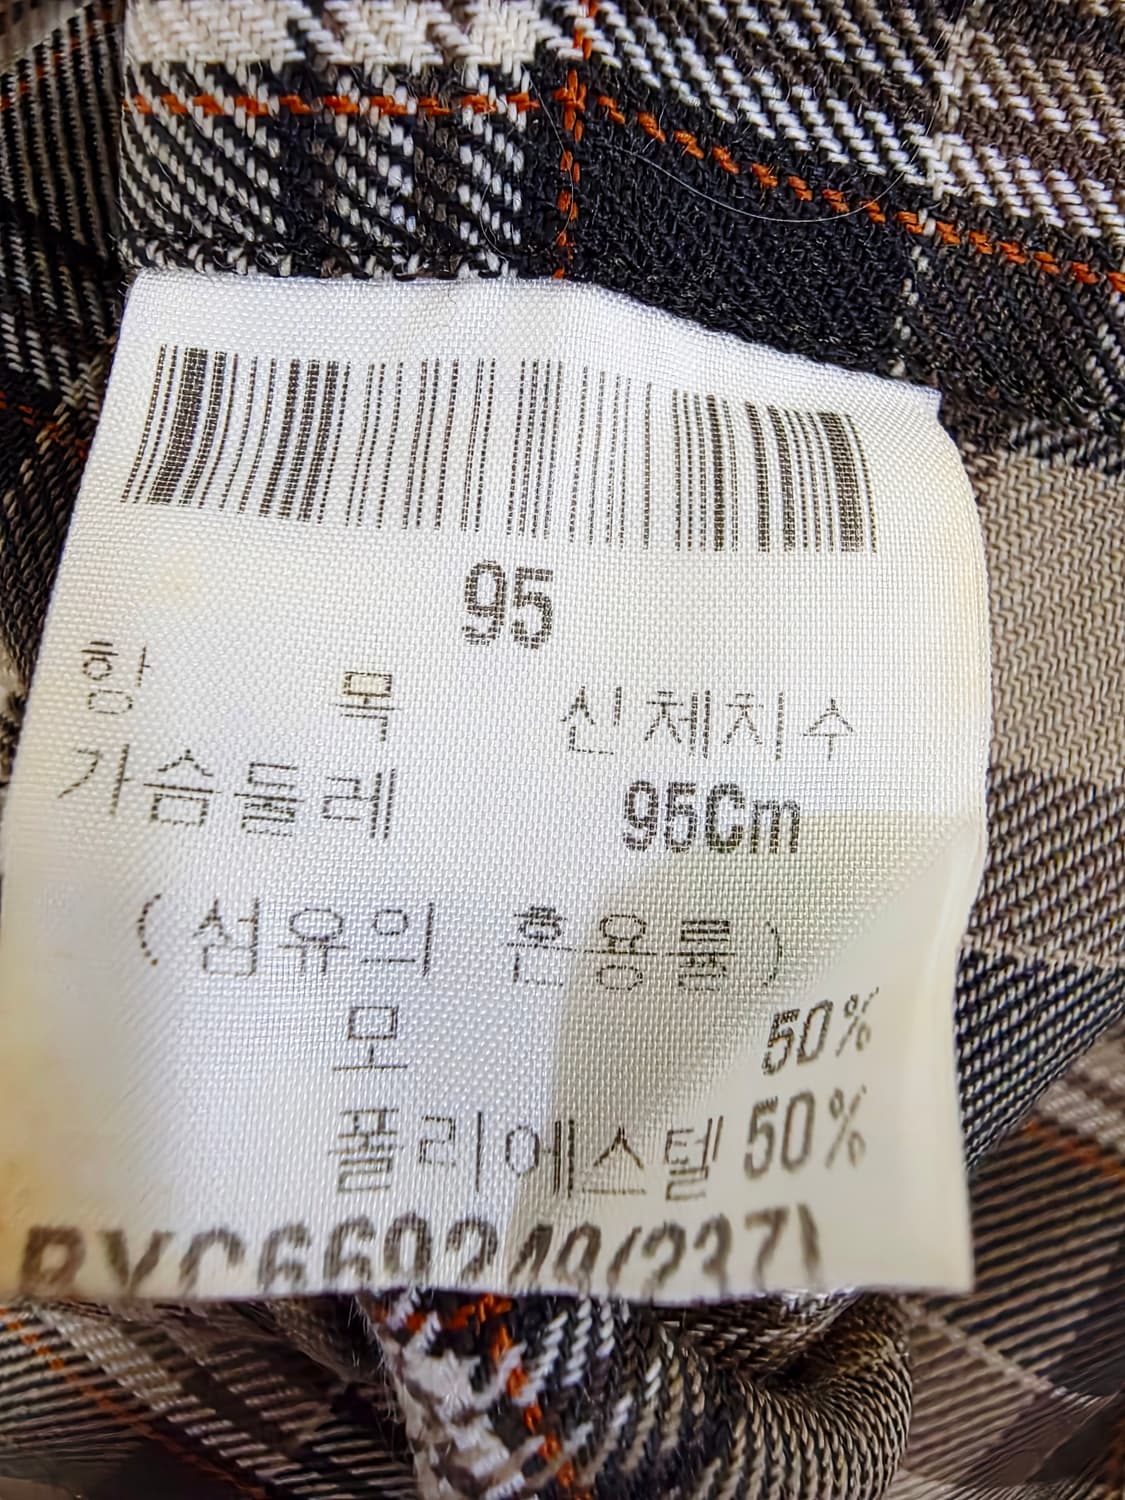 95
항 목 신체치수
가슴둘레 95Cm
(섬유의 혼용률)
모 50%
폴리에스텔 50%